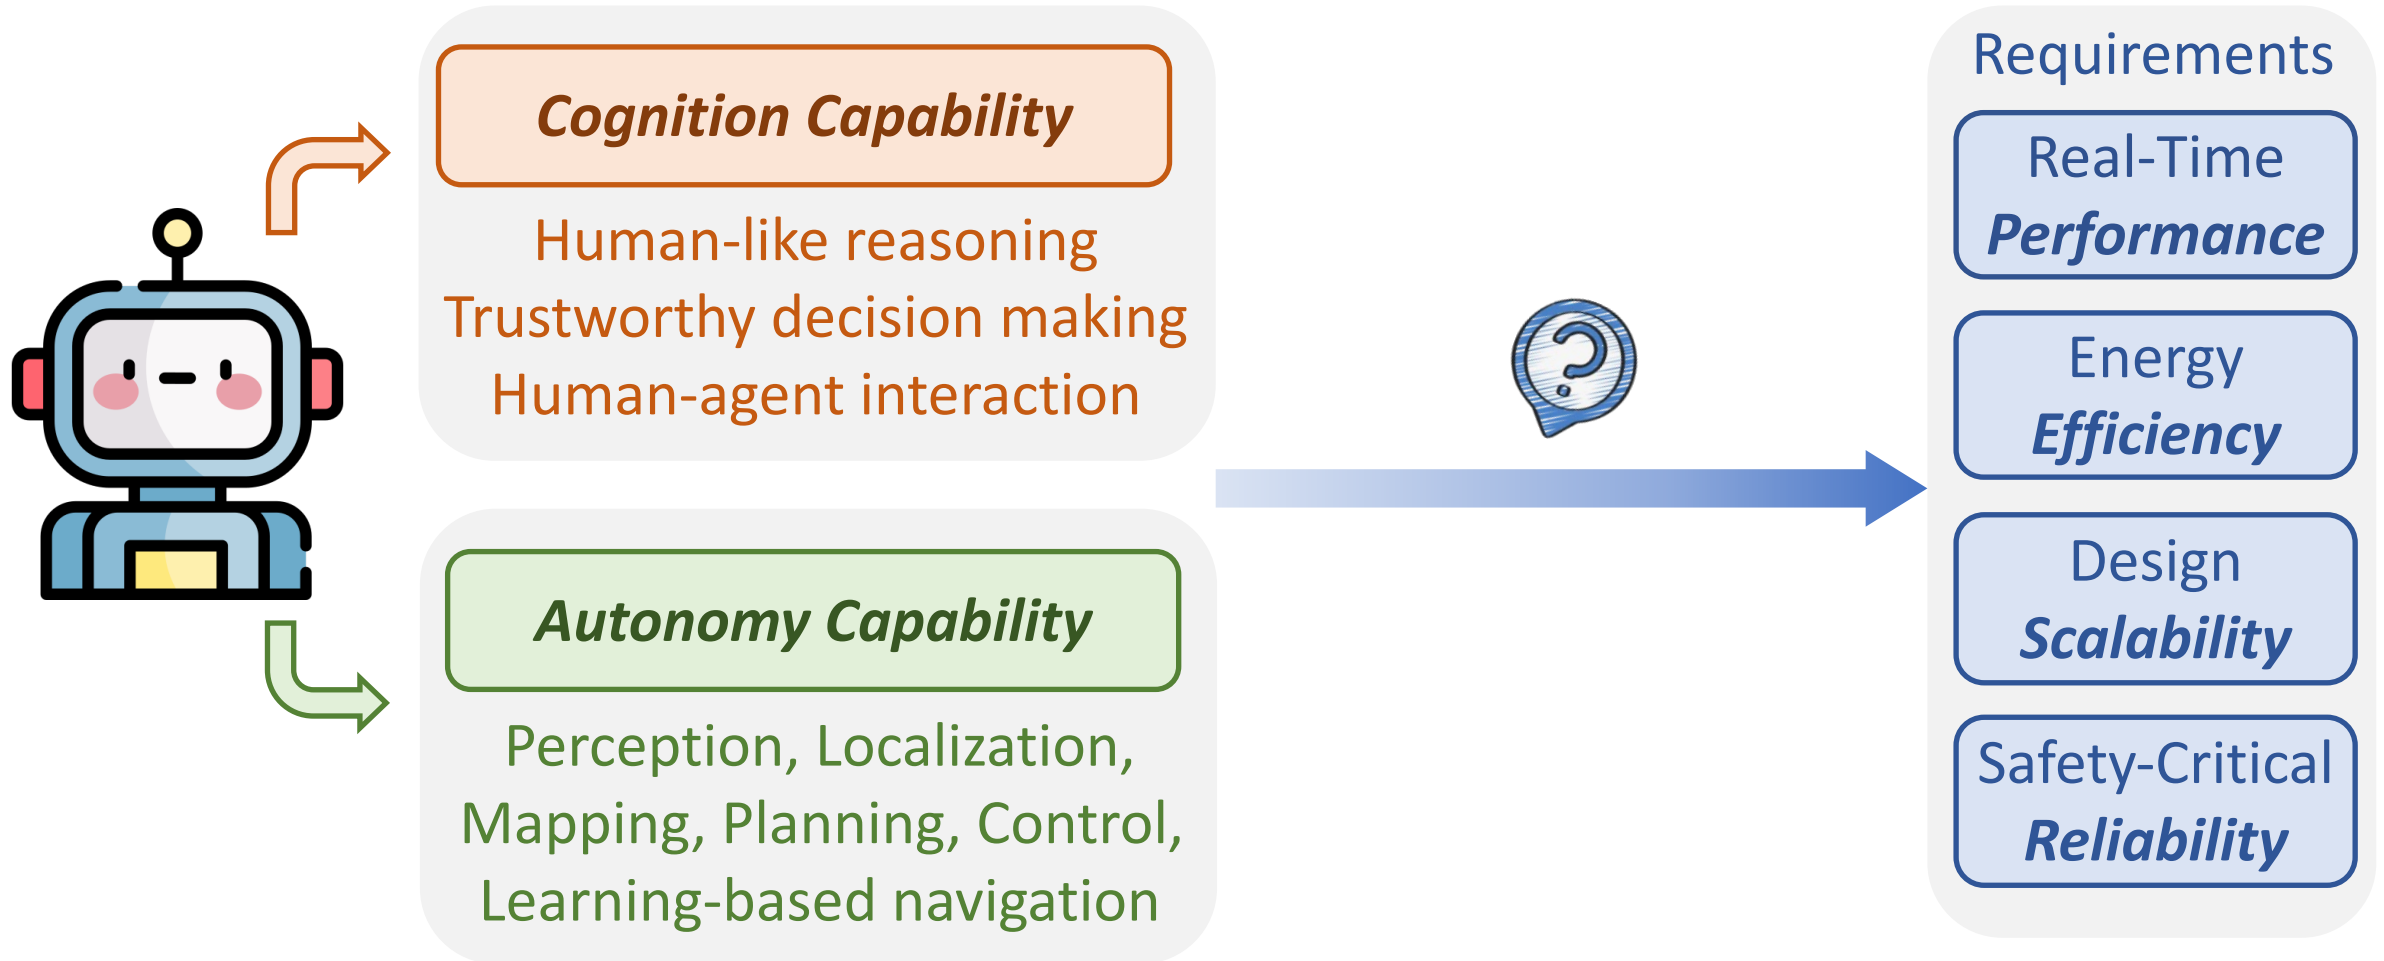 Cognition Capability
Human-like reasoning
Trustworthy decision making
Human-agent interaction
Autonomy Capability
Perception, Localization,
Mapping, Planning, Control,
Learning-based navigation
?
Requirements
Real-Time
Performance
Energy
Efficiency
Design
Scalability
Safety-Critical
Reliability